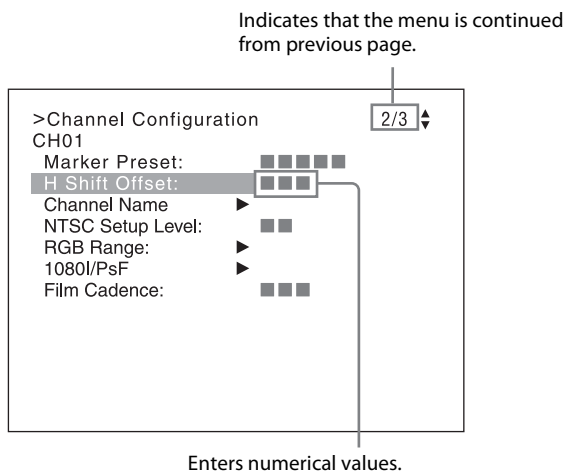 Indicates that the menu is continued
from previous page.
>Channel Configuration 2/3
CH01
Marker Preset: ■■■■■
H Shift Offset: ■■■
Channel Name ▶
NTSC Setup Level: ■■
RGB Range: ▶
1080I/PsF ▶
Film Cadence: ■■■
Enters numerical values.